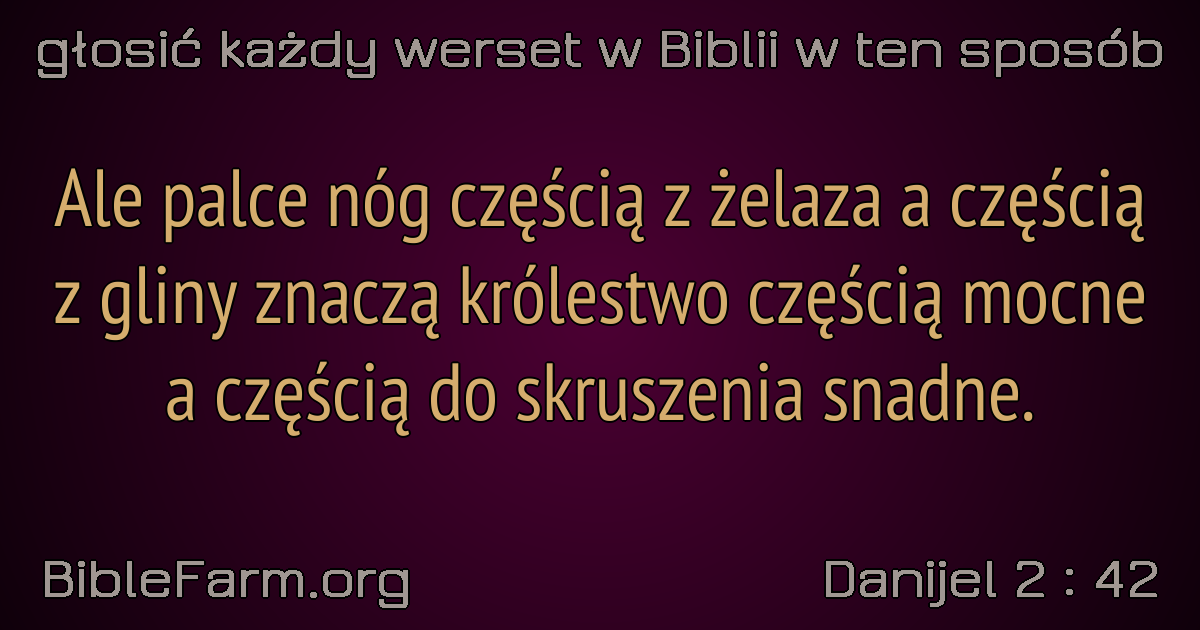 głosić każdy werset w Biblii w ten sposób
Ale palce nóg częścią z żelaza a częścią
z gliny znaczą królestwo częścią mocne
a częścią do skruszenia snadne.
BibleFarm.org
Danijel 2 : 42